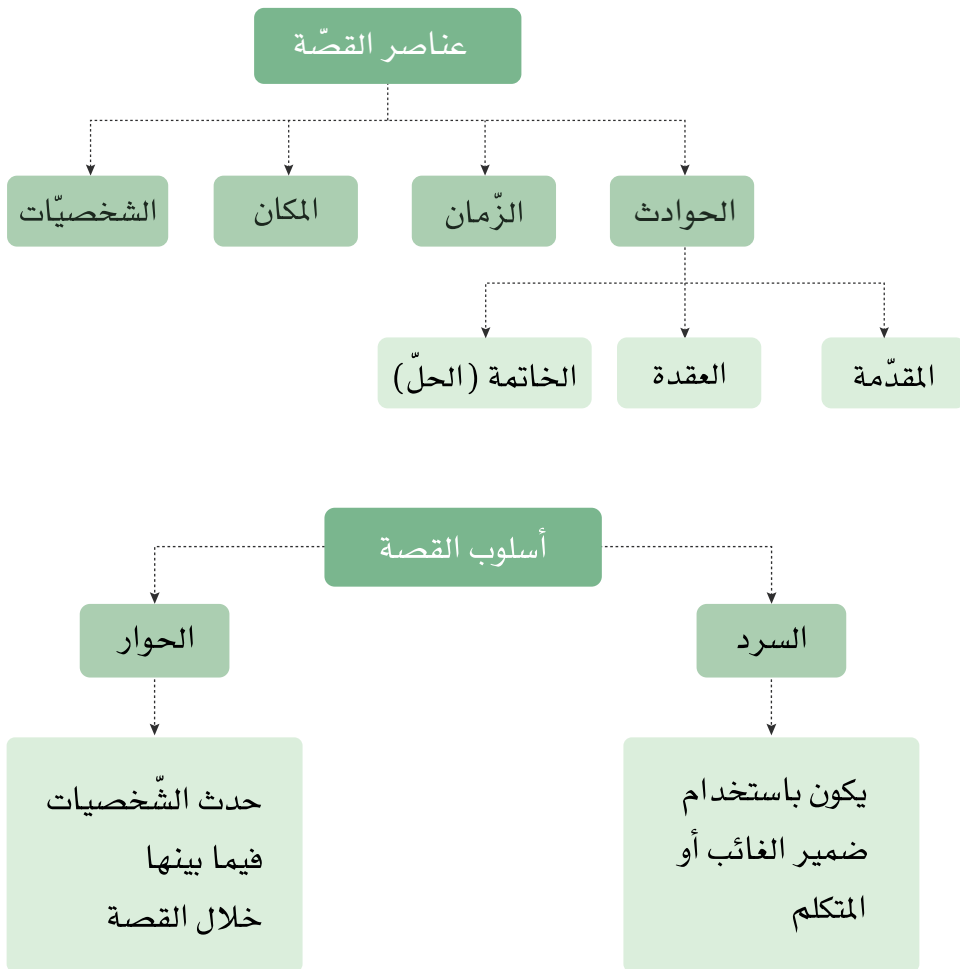 عناصر القصّة
الحوادث
الزّمان
المكان
الشخصيّات
المقدّمة
العقدة
الخاتمة (الحلّ)
أسلوب القصة
السرد
الحوار
يكون باستخدام
ضمير الغائب أو
المتكلم
حدث الشّخصيات
فيما بينها
خلال القصة